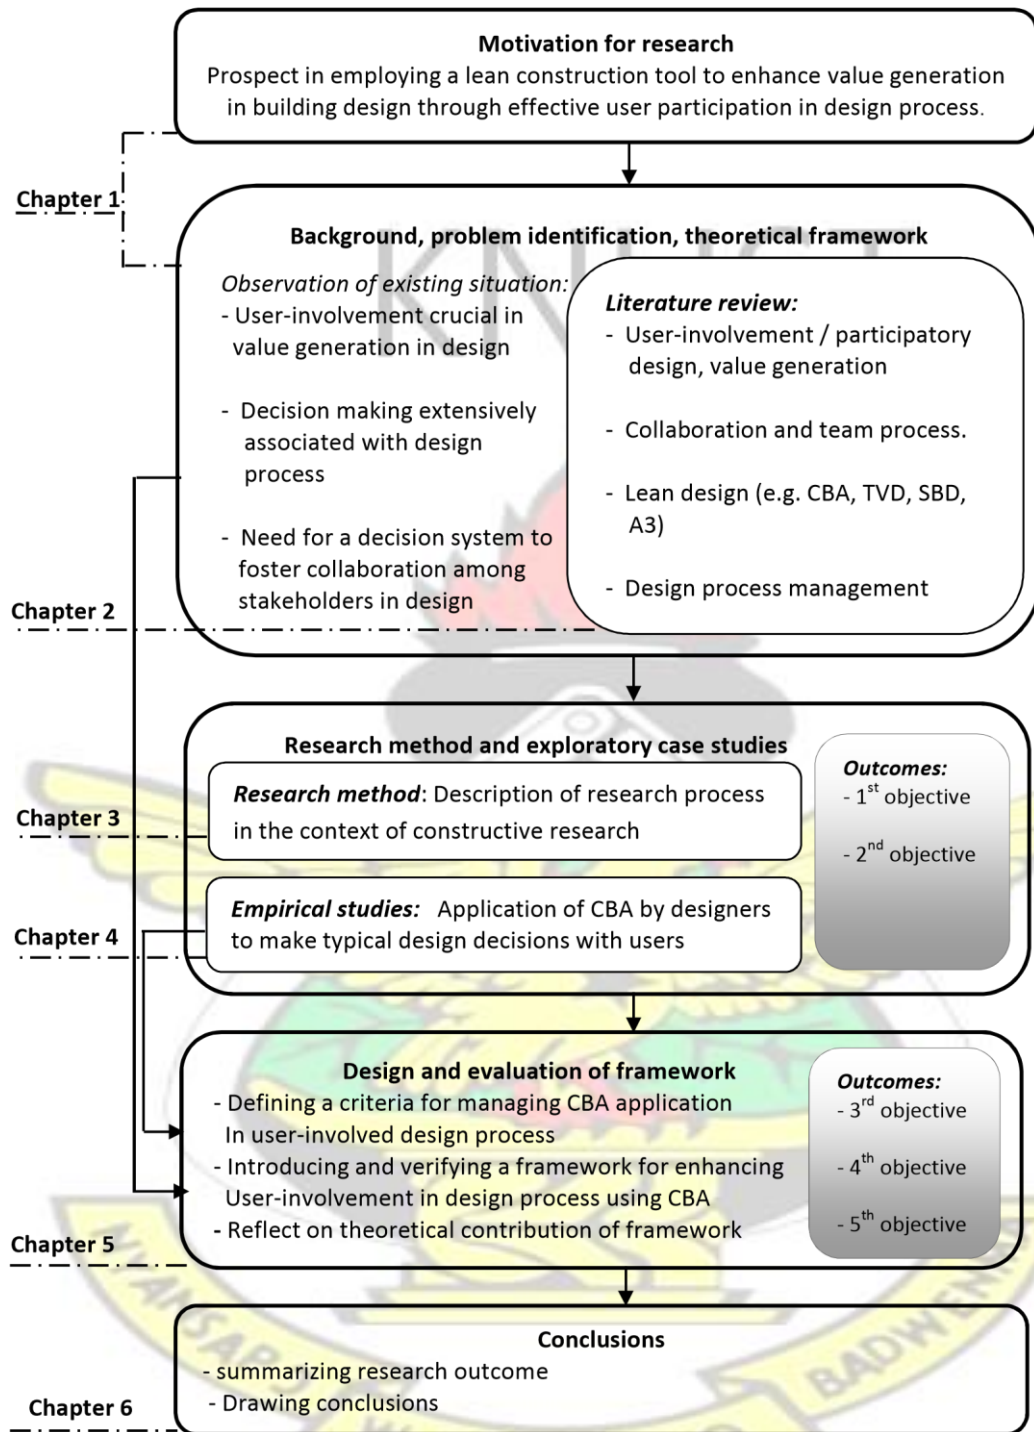 Motivation for research
Prospect in employing a lean construction tool to enhance value generation
in building design through effective user participation in design process.
Chapter 1
Background, problem identification, theoretical framework
Observation of existing situation:
- User-involvement crucial in
value generation in design
- Decision making extensively
associated with design
process
- Need for a decision system to
foster collaboration among
stakeholders in design
Literature review:
- User-involvement / participatory
design, value generation
- Collaboration and team process.
- Lean design (e.g. CBA, TVD, SBD,
A3)
- Design process management
Chapter 2
Research method and exploratory case studies
Research method: Description of research process
in the context of constructive research
Chapter 3
Empirical studies: Application of CBA by designers
to make typical design decisions with users
Chapter 4
Outcomes:
- 1st objective
- 2nd objective
Design and evaluation of framework
- Defining a criteria for managing CBA application
In user-involved design process
- Introducing and verifying a framework for enhancing
User-involvement in design process using CBA
- Reflect on theoretical contribution of framework
Outcomes:
- 3rd objective
- 4th objective
- 5th objective
Chapter 5
Conclusions
- summarizing research outcome
- Drawing conclusions
Chapter 6
BADWENMA